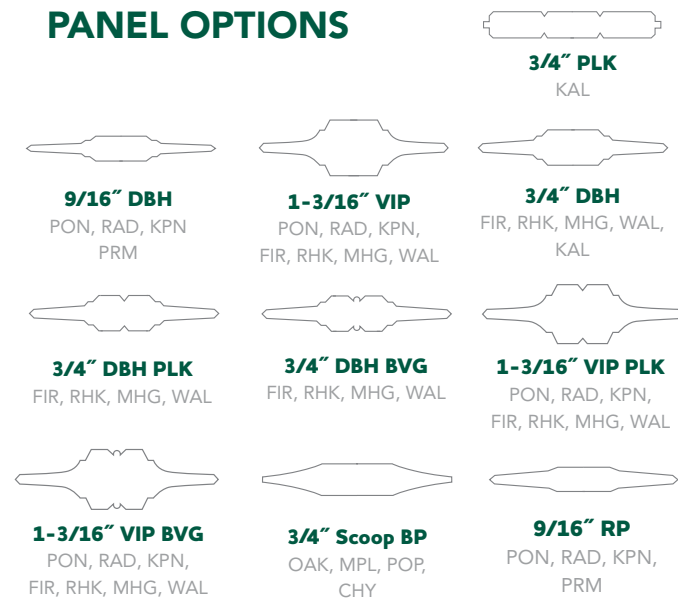 PANEL OPTIONS
3/4″ PLK
KAL
9/16″ DBH
PON, RAD, KPN
PRM
1-3/16″ VIP
PON, RAD, KPN,
FIR, RHK, MHG, WAL
3/4″ DBH
FIR, RHK, MHG, WAL,
KAL
3/4″ DBH PLK
FIR, RHK, MHG, WAL
3/4″ DBH BVG
FIR, RHK, MHG, WAL
1-3/16″ VIP PLK
PON, RAD, KPN,
FIR, RHK, MHG, WAL
1-3/16″ VIP BVG
PON, RAD, KPN,
FIR, RHK, MHG, WAL
3/4″ Scoop BP
OAK, MPL, POP,
CHY
9/16″ RP
PON, RAD, KPN,
PRM